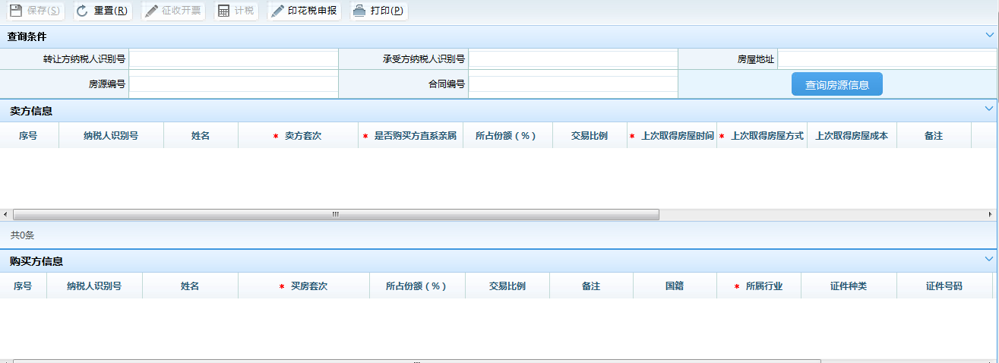 保存(S) 重置(R) 征收开票 计税 印花税申报 打印(P)
查询条件
转让方纳税人识别号 承受方纳税人识别号 房屋地址
房源编号 合同编号 查询房源信息
卖方信息
序号 纳税人识别号 姓名 * 卖方套次 * 是否购买方直系亲属 所占份额(%) 交易比例 * 上次取得房屋时间 * 上次取得房屋方式 上次取得房屋成本 备注
共0条
购买方信息
序号 纳税人识别号 姓名 * 买房套次 所占份额(%) 交易比例 备注 国籍 * 所属行业 证件种类 证件号码